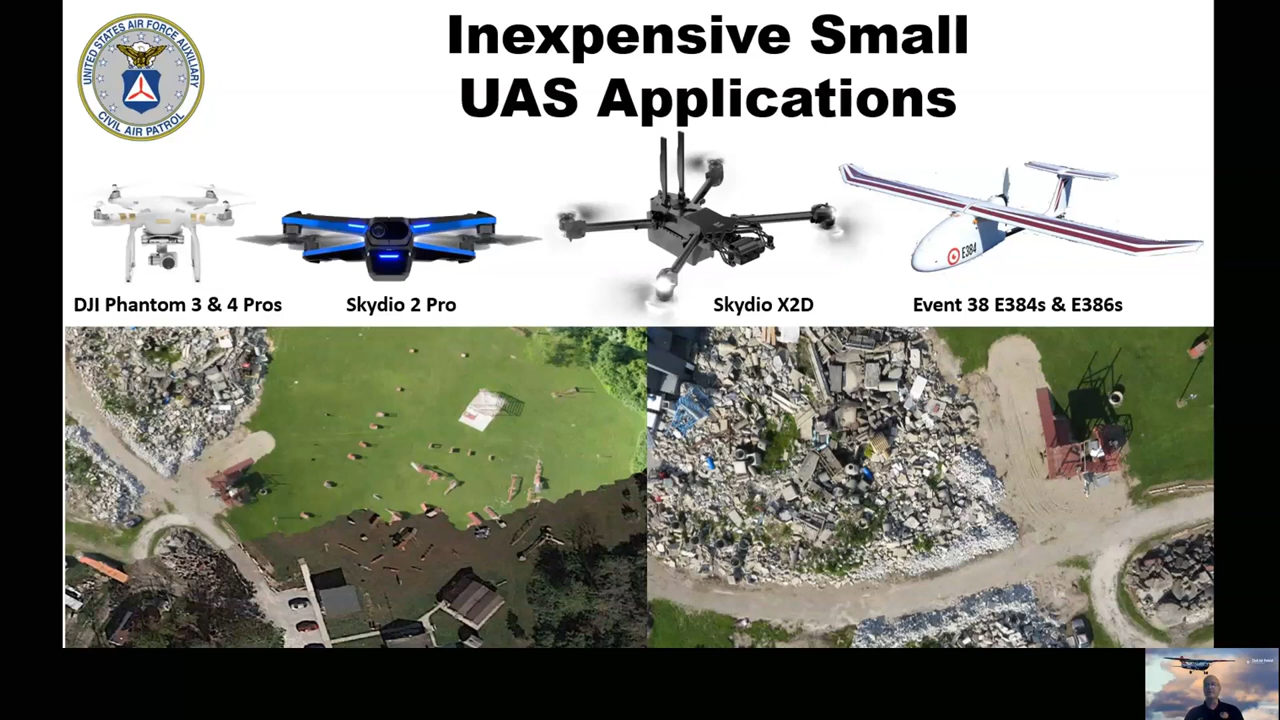 Inexpensive Small
UAS Applications
UNITED STATES AIR FORCE AUXILIARY
CIVIL AIR PATROL
E384
DJI Phantom 3 & 4 Pros
Skydio 2 Pro
Skydio X2D
Event 38 E384s & E386s